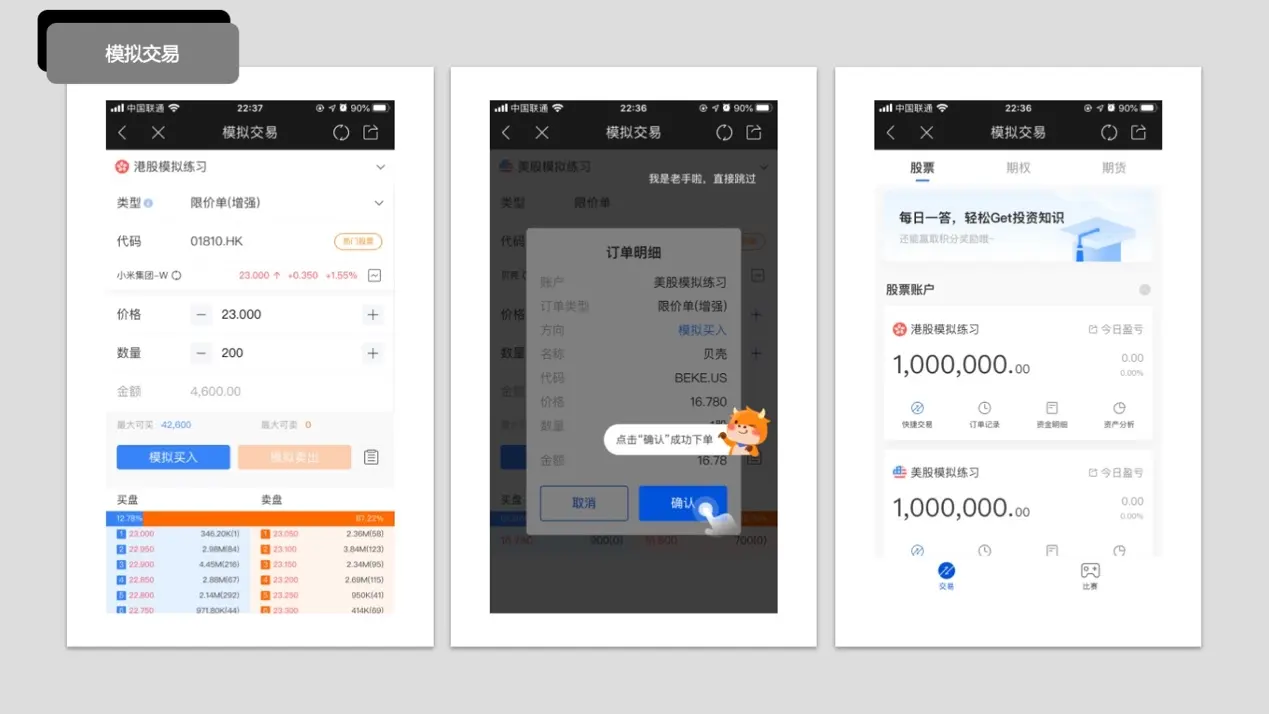 模拟交易
中国联通 22:37 90%
模拟交易
港股模拟练习
类型 限价单(增强)
代码 01810.HK 热门股票
小米集团-W 23.000 ↑ +0.350 +1.55%
价格 — 23.000 +
数量 — 200 +
金额 4,600.00
最大可买 42,600 最大可卖 0
模拟买入 模拟卖出
买盘 卖盘
12.78% 87.22%
1 23.000 346.20K(1) 1 23.050 2.36M(58)
2 22.950 2.98M(84) 2 23.100 3.84M(123)
3 22.900 4.45M(216) 3 23.150 2.34M(95)
4 22.850 2.88M(67) 4 23.200 2.69M(115)
5 22.800 2.14M(292) 5 23.250 950K(41)
6 22.750 971.80K(44) 6 23.300 414K(69)
中国联通 22:36 90%
模拟交易
美股模拟练习
我是老手啦，直接跳过
类型 限价单
代码
贝壳
价格
数量
金额
订单明细
账户 美股模拟练习
订单类型 限价单(增强)
方向 模拟买入
名称 贝壳
代码 BEKE.US
价格 16.780
数量
点击“确认”成功下单
金额 16.78
取消 确认
买盘
300(0) 700(0)
中国联通 22:36 90%
模拟交易
股票 期权 期货
每日一答，轻松Get投资知识
还能赢取积分奖励哦~
股票账户
港股模拟练习 今日盈亏
1,000,000.00 0.00
0.00%
快捷交易 订单记录 资金明细 资产分析
美股模拟练习 今日盈亏
1,000,000.00 0.00
0.00%
交易 比赛